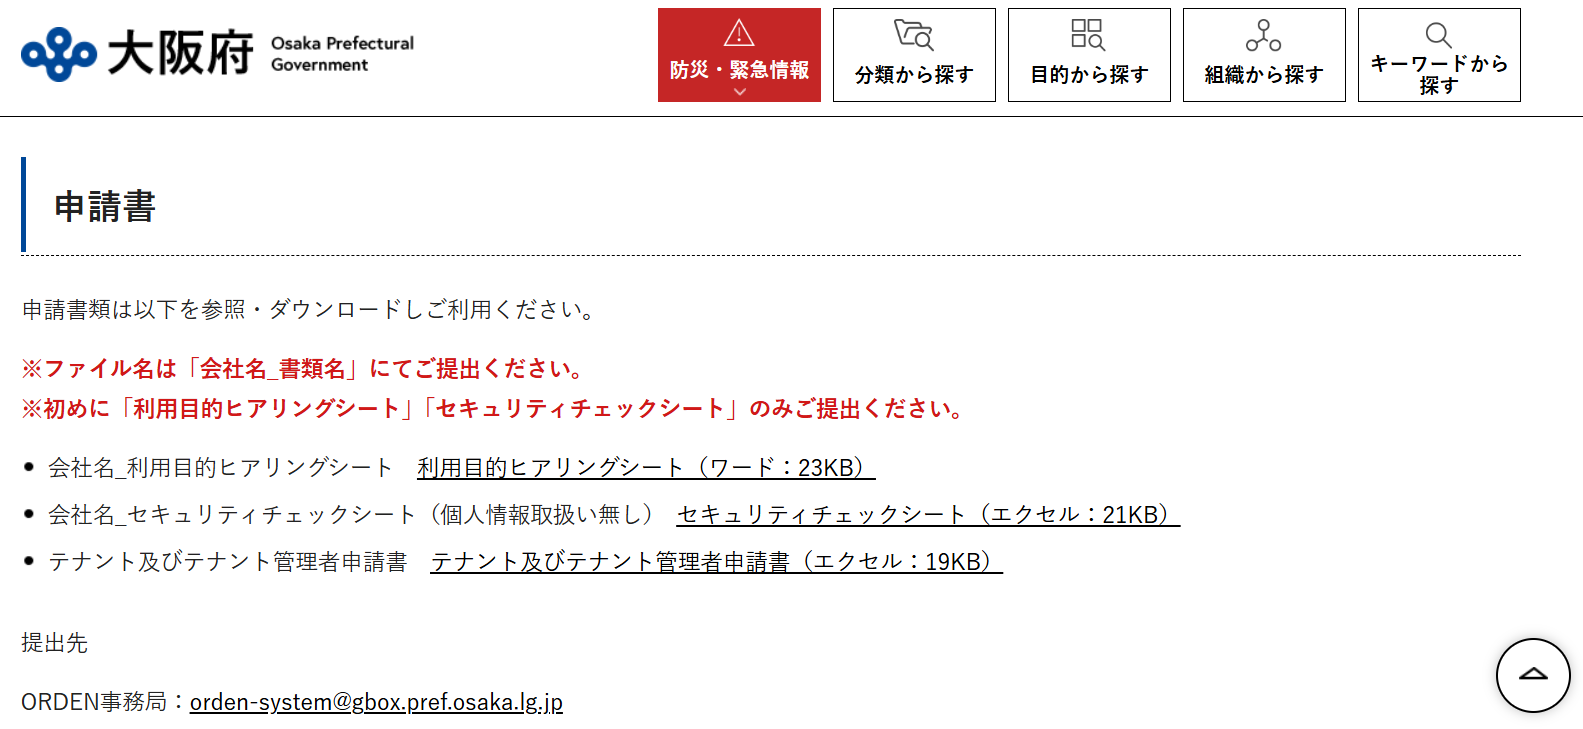 大阪府
Osaka Prefectural
Government
防災・緊急情報
分類から探す
目的から探す
組織から探す
キーワードから
探す
申請書
申請書類は以下を参照・ダウンロードしご利用ください。
※ファイル名は「会社名_書類名」にてご提出ください。
※初めに「利用目的ヒアリングシート」「セキュリティチェックシート」のみご提出ください。
会社名_利用目的ヒアリングシート　利用目的ヒアリングシート（ワード：23KB）
会社名_セキュリティチェックシート（個人情報取扱い無し）　セキュリティチェックシート（エクセル：21KB）
テナント及びテナント管理者申請書　テナント及びテナント管理者申請書（エクセル：19KB）
提出先
ORDEN事務局：orden-system@gbox.pref.osaka.lg.jp